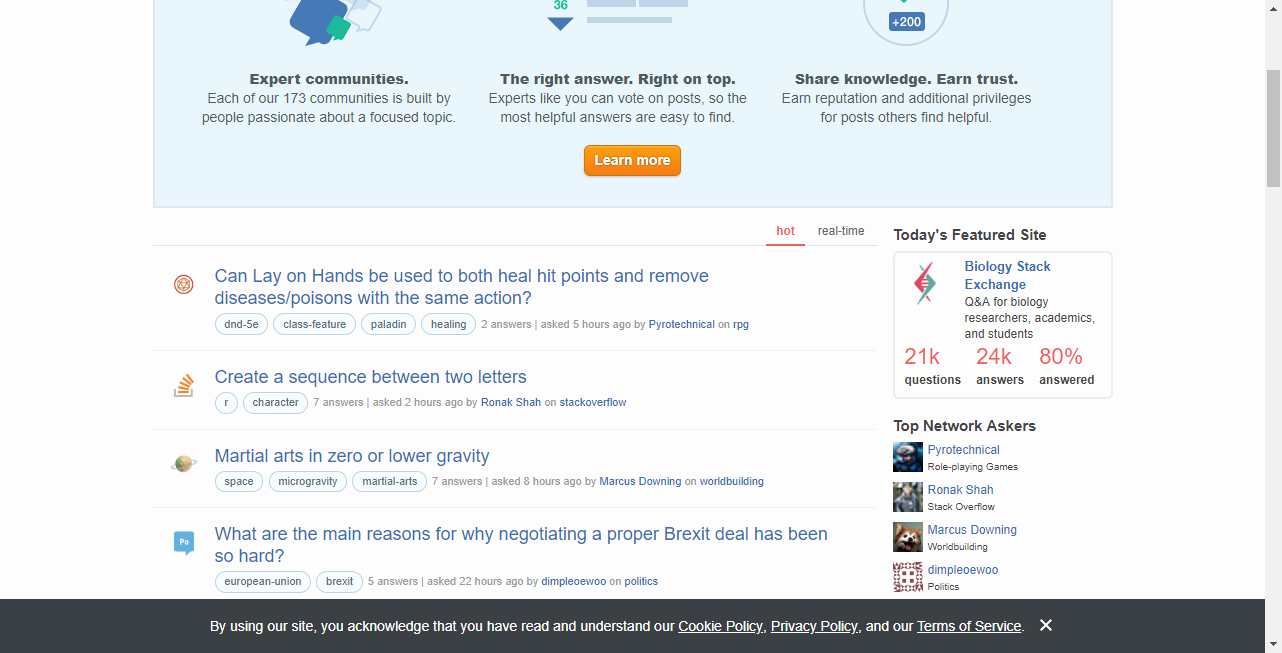 36
+200
Expert communities.
Each of our 173 communities is built by
people passionate about a focused topic.
The right answer. Right on top.
Experts like you can vote on posts, so the
most helpful answers are easy to find.
Share knowledge. Earn trust.
Earn reputation and additional privileges
for posts others find helpful.
Learn more
hot real-time
Can Lay on Hands be used to both heal hit points and remove
diseases/poisons with the same action?
dnd-5e class-feature paladin healing 2 answers | asked 5 hours ago by Pyrotechnical on rpg
Create a sequence between two letters
r character 7 answers | asked 2 hours ago by Ronak Shah on stackoverflow
Martial arts in zero or lower gravity
space microgravity martial-arts 7 answers | asked 8 hours ago by Marcus Downing on worldbuilding
Po
What are the main reasons for why negotiating a proper Brexit deal has been
so hard?
european-union brexit 5 answers | asked 22 hours ago by dimpleoewoo on politics
Today's Featured Site
Biology Stack
Exchange
Q&A for biology
researchers, academics,
and students
21k 24k 80%
questions answers answered
Top Network Askers
Pyrotechnical
Role-playing Games
Ronak Shah
Stack Overflow
Marcus Downing
Worldbuilding
dimpleoewoo
Politics
By using our site, you acknowledge that you have read and understand our Cookie Policy, Privacy Policy, and our Terms of Service.